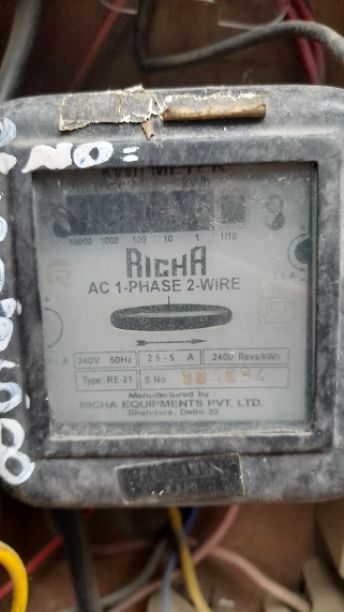 NO=
KWH METER
kWh
10000 1000 100 10 1 1/10
RICHA
AC 1-PHASE 2-WIRE
240V 50Hz
2.5-5 A
2400 Revs/kWh
Type: RE-21
S.No
Manufactured by
RICHA EQUIPMENTS PVT. LTD.
Shahdara, Delhi-32